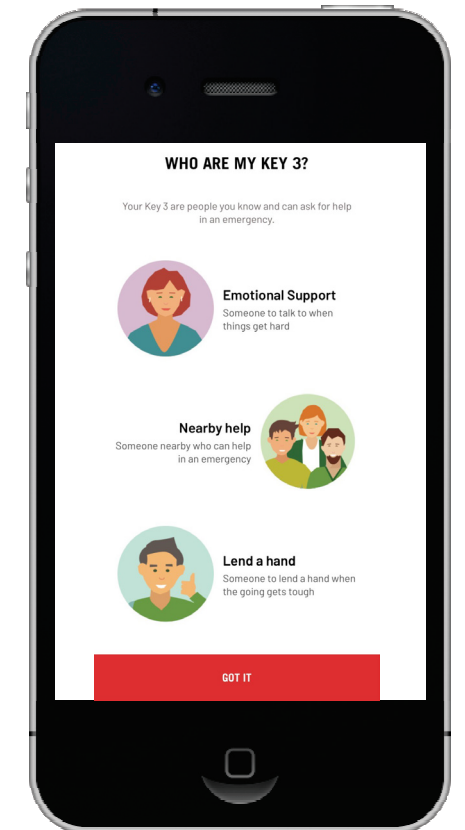 WHO ARE MY KEY 3?
Your Key 3 are people you know and can ask for help
in an emergency.
Emotional Support
Someone to talk to when
things get hard
Nearby help
Someone nearby who can help
in an emergency
Lend a hand
Someone to lend a hand when
the going gets tough
GOT IT